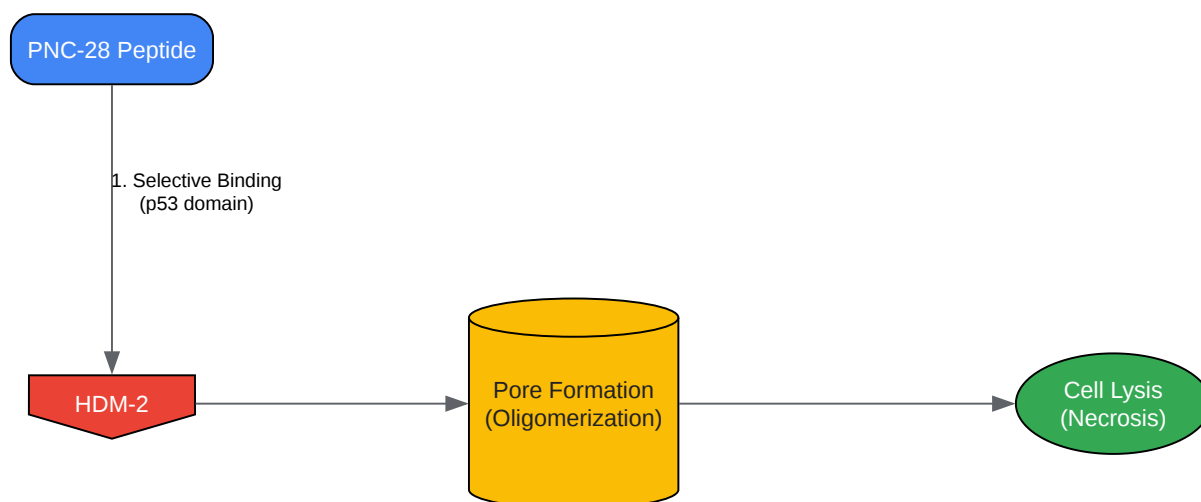 PNC-28 Peptide
1. Selective Binding
(p53 domain)
HDM-2
Pore Formation
(Oligomerization)
Cell Lysis
(Necrosis)